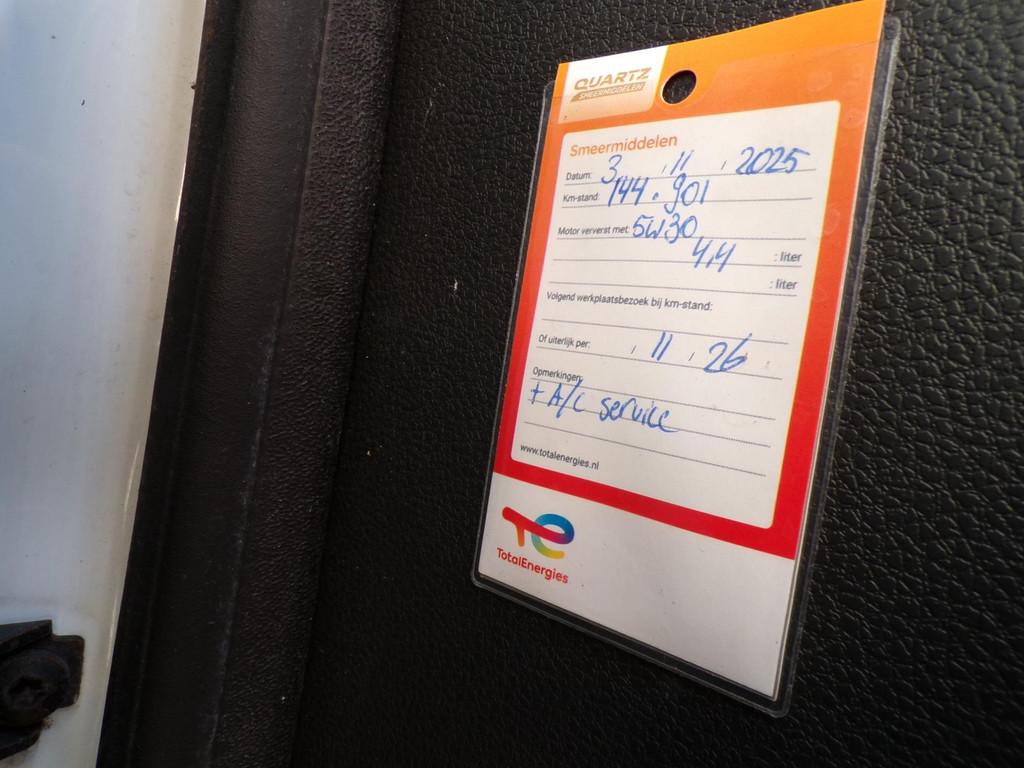 QUARTZ
SMEERMIDDELEN
Smeermiddelen
Datum: 3 , 11 , 2025
Km-stand: 144.901
Motor ververst met: 5W30
4,4 : liter
: liter
Volgend werkplaatsbezoek bij km-stand:
Of uiterlijk per: , 11 , 26
Opmerkingen:
+ A/C service
www.totalenergies.nl
TotalEnergies